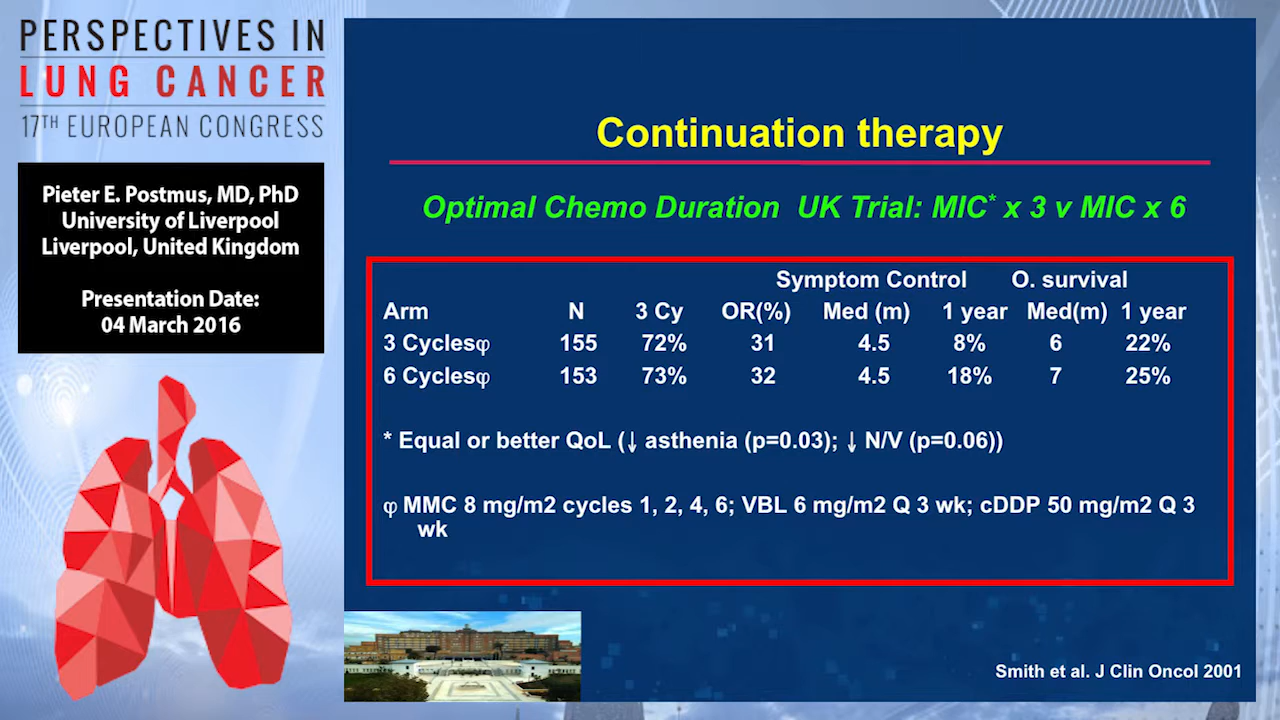 PERSPECTIVES IN
LUNG CANCER
17TH EUROPEAN CONGRESS
Pieter E. Postmus, MD, PhD
University of Liverpool
Liverpool, United Kingdom
Presentation Date:
04 March 2016
Continuation therapy
Optimal Chemo Duration UK Trial: MIC* x 3 v MIC x 6
Symptom Control O. survival
Arm N 3 Cy OR(%) Med (m) 1 year Med(m) 1 year
3 Cyclesφ 155 72% 31 4.5 8% 6 22%
6 Cyclesφ 153 73% 32 4.5 18% 7 25%
* Equal or better QoL (↓ asthenia (p=0.03); ↓ N/V (p=0.06))
φ MMC 8 mg/m2 cycles 1, 2, 4, 6; VBL 6 mg/m2 Q 3 wk; cDDP 50 mg/m2 Q 3
wk
Smith et al. J Clin Oncol 2001